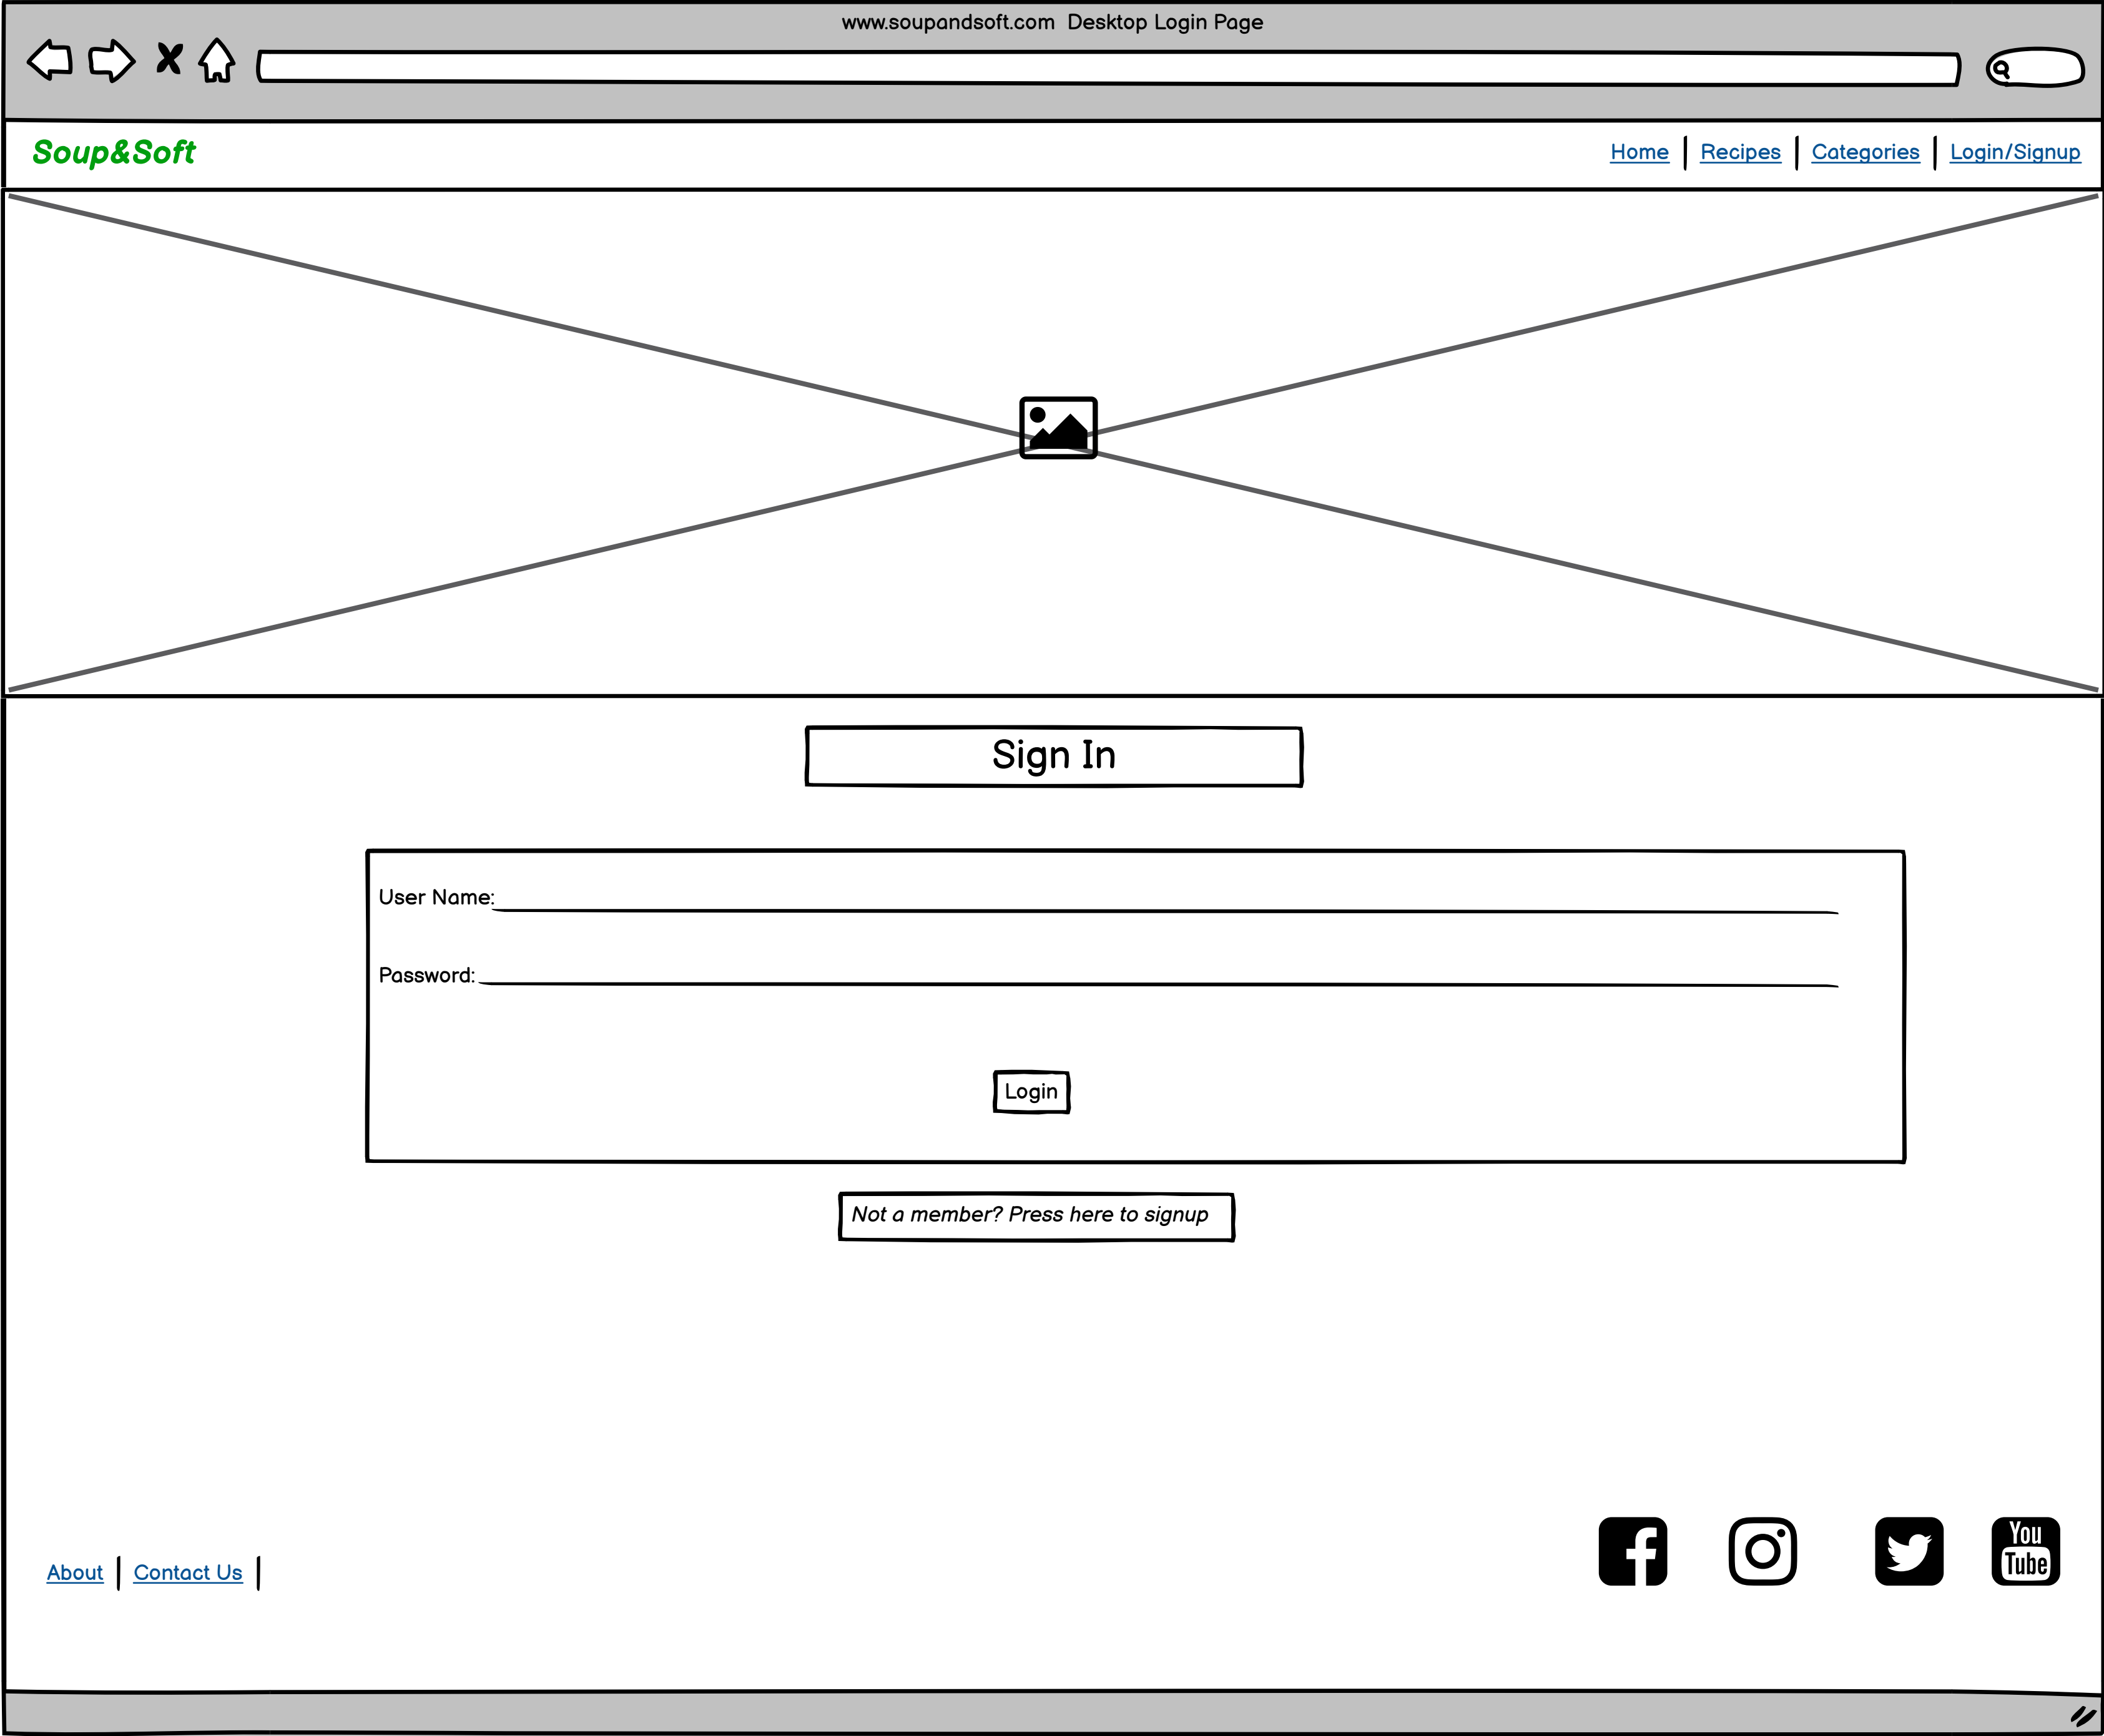 www.soupandsoft.com Desktop Login Page
Soup&Soft
Home Recipes Categories Login/Signup
Sign In
User Name:
Password:
Login
Not a member? Press here to signup
About Contact Us
You
Tube